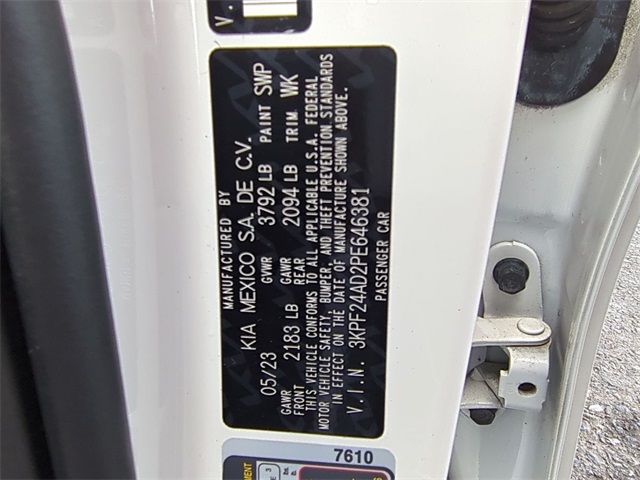 V.
MANUFACTURED BY
KIA MEXICO S.A. DE C.V.
05/23 GVWR 3792 LB PAINT SWP
GAWR FRONT 2183 LB GAWR REAR 2094 LB TRIM WK
THIS VEHICLE CONFORMS TO ALL APPLICABLE U.S.A. FEDERAL
MOTOR VEHICLE SAFETY, BUMPER, AND THEFT PREVENTION STANDARDS
IN EFFECT ON THE DATE OF MANUFACTURE SHOWN ABOVE.
V.I.N. 3KPF24AD2PE646381
PASSENGER CAR
7610